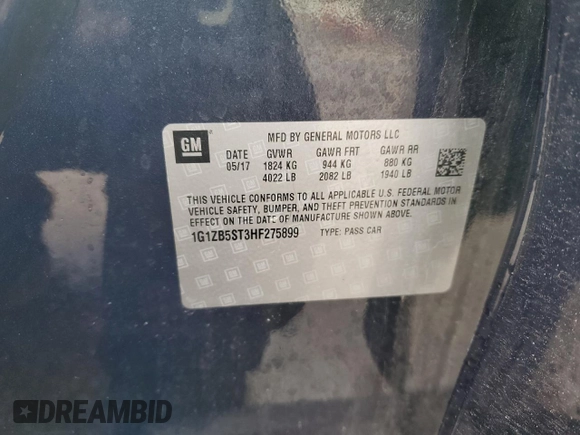 GM
MFD BY GENERAL MOTORS LLC
DATE GVWR GAWR FRT GAWR RR
05/17 1824 KG 944 KG 880 KG
4022 LB 2082 LB 1940 LB
THIS VEHICLE CONFORMS TO ALL APPLICABLE U.S. FEDERAL MOTOR
VEHICLE SAFETY, BUMPER, AND THEFT PREVENTION STANDARDS IN
EFFECT ON THE DATE OF MANUFACTURE SHOWN ABOVE.
1G1ZB5ST3HF275899 TYPE: PASS CAR
DREAMBID